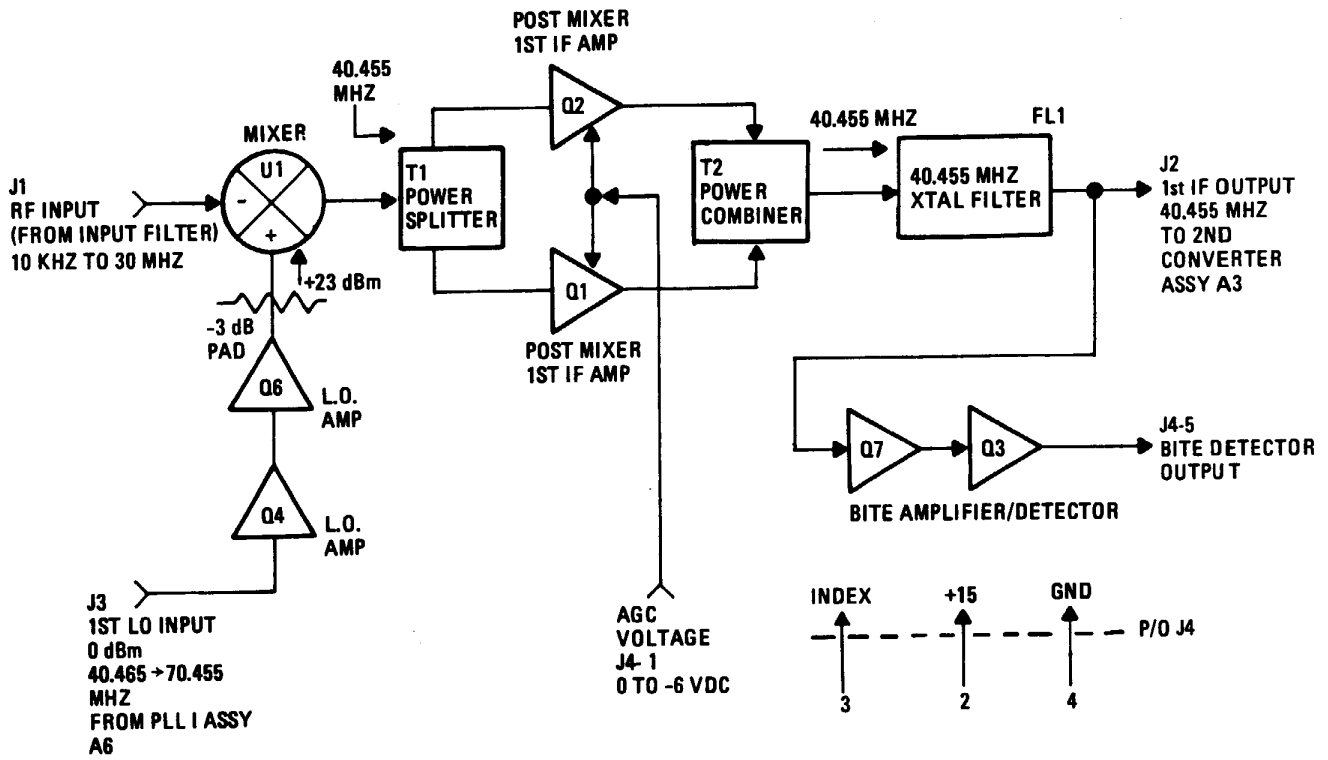 POST MIXER
1ST IF AMP
40.455
MHZ
MIXER
U1
-
+
Q2
T1
POWER
SPLITTER
T2
POWER
COMBINER
40.455 MHZ
FL1
40.455 MHZ
XTAL FILTER
J1
RF INPUT
(FROM INPUT FILTER)
10 KHZ TO 30 MHZ
J2
1st IF OUTPUT
40.455 MHZ
TO 2ND
CONVERTER
ASSY A3
+23 dBm
-3 dB
PAD
Q1
POST MIXER
1ST IF AMP
Q6
L.O.
AMP
Q4
L.O.
AMP
Q7
Q3
BITE AMPLIFIER/DETECTOR
J4-5
BITE DETECTOR
OUTPUT
J3
1ST LO INPUT
0 dBm
40.465→70.455
MHZ
FROM PLL I ASSY
A6
AGC
VOLTAGE
J4-1
0 TO -6 VDC
INDEX
+15
GND
P/O J4
3
2
4